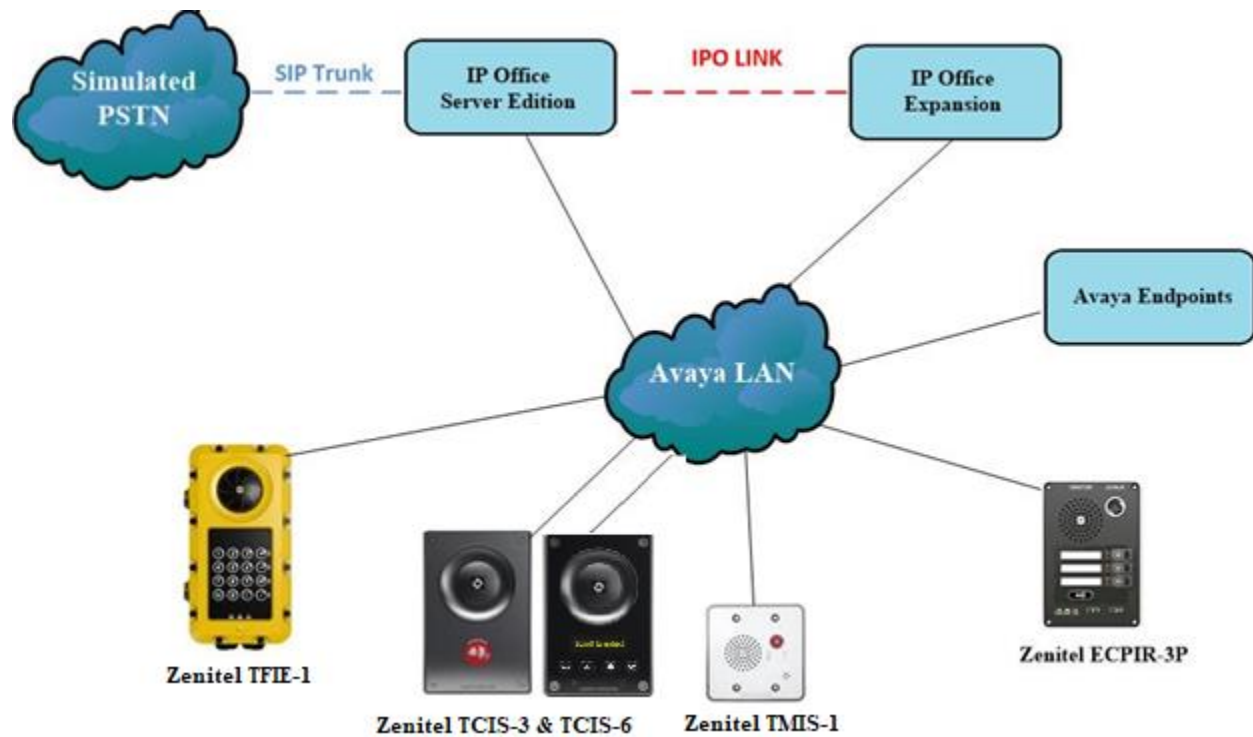 Simulated
PSTN
SIP Trunk
IP Office
Server Edition
IPO LINK
IP Office
Expansion
Avaya Endpoints
Avaya LAN
Zenitel TFIE-1
Zenitel TCIS-3 & TCIS-6
Zenitel TMIS-1
Zenitel ECPIR-3P